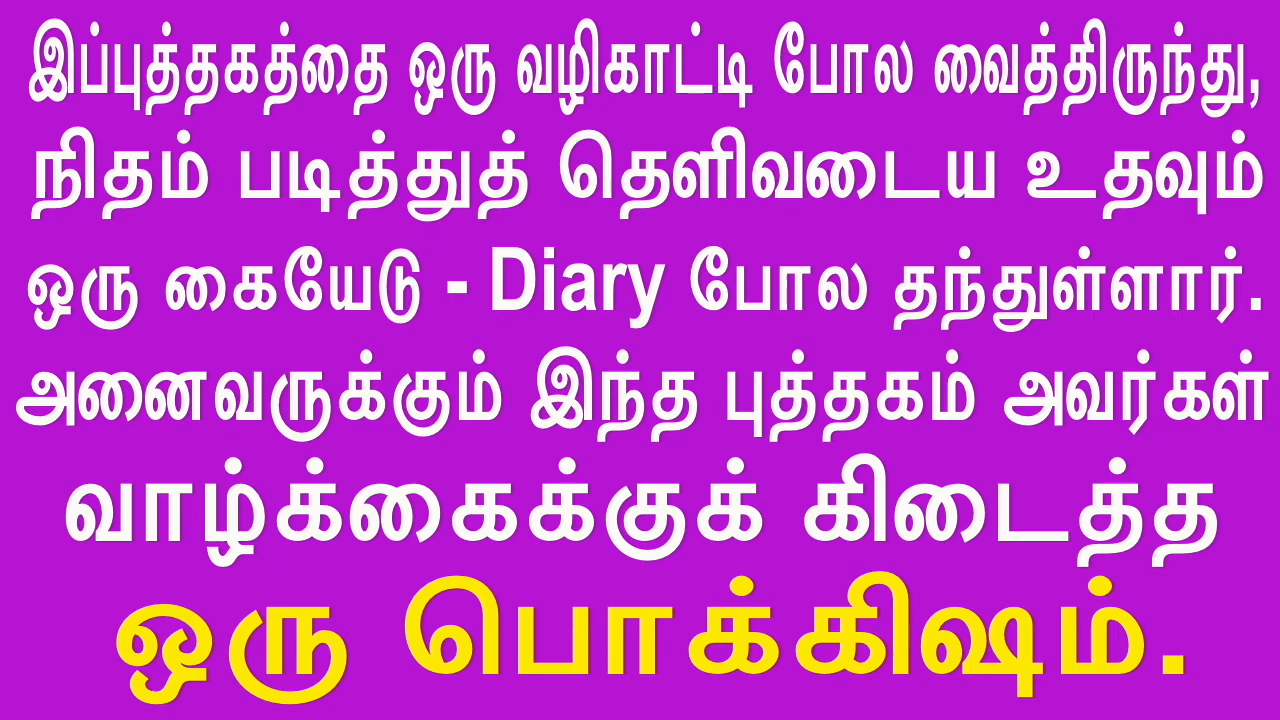 இப்புத்தகத்தை ஒரு வழிகாட்டி போல வைத்திருந்து,
நிதம் படித்துத் தெளிவடைய உதவும்
ஒரு கையேடு - Diary போல தந்துள்ளார்.
அனைவருக்கும் இந்த புத்தகம் அவர்கள்
வாழ்க்கைக்குக் கிடைத்த
ஒரு பொக்கிஷம்.